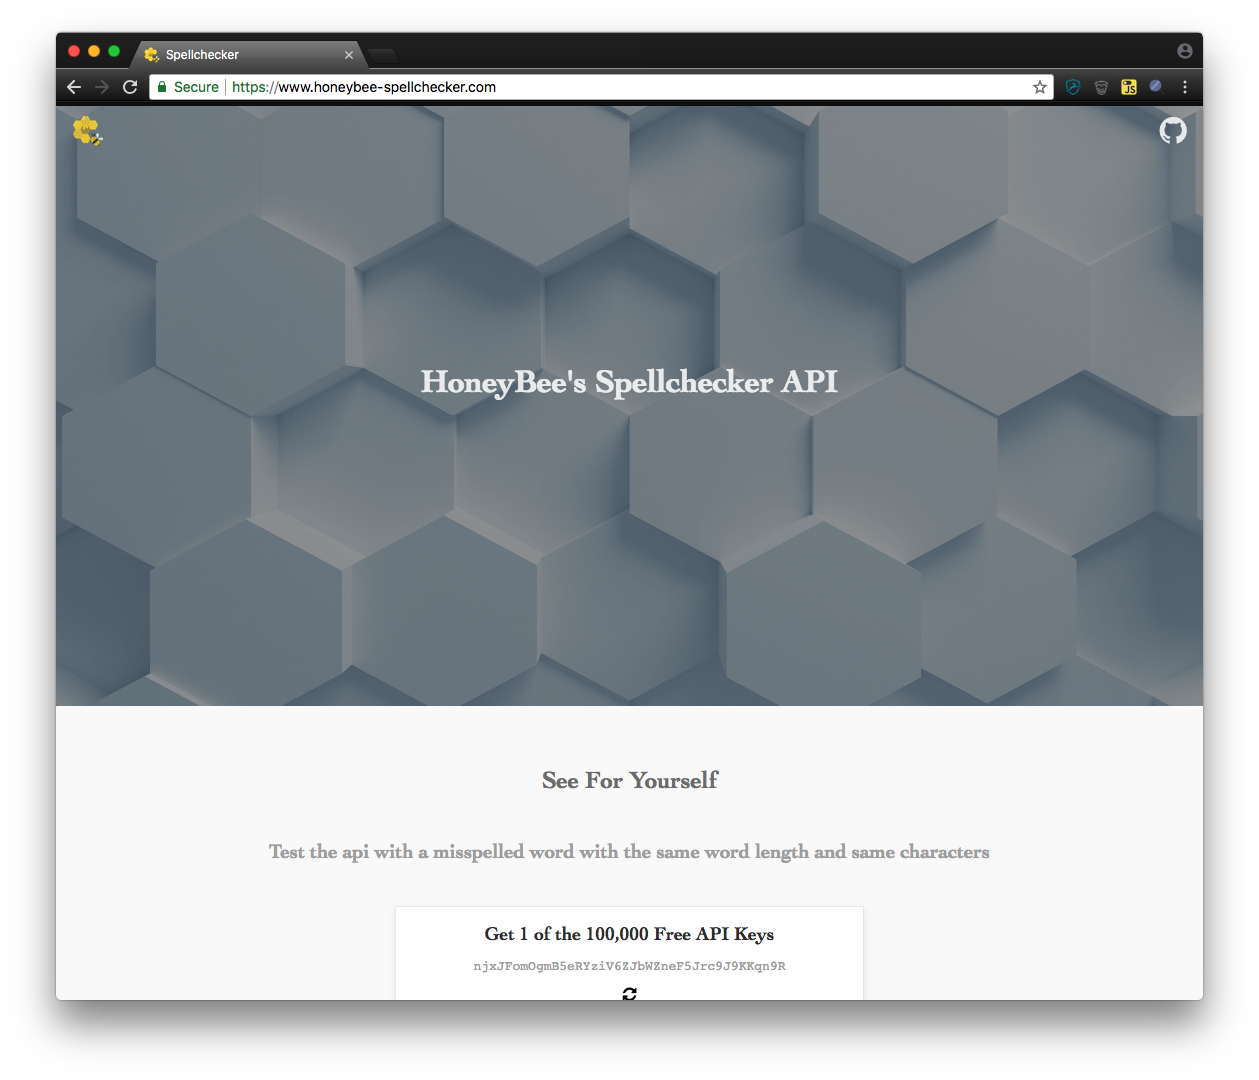 Spellchecker
Secure https://www.honeybee-spellchecker.com
JS
HoneyBee's Spellchecker API
See For Yourself
Test the api with a misspelled word with the same word length and same characters
Get 1 of the 100,000 Free API Keys
njxJFomOgmB5eRYziV6ZJbWZneF5Jrc9J9KKqn9R